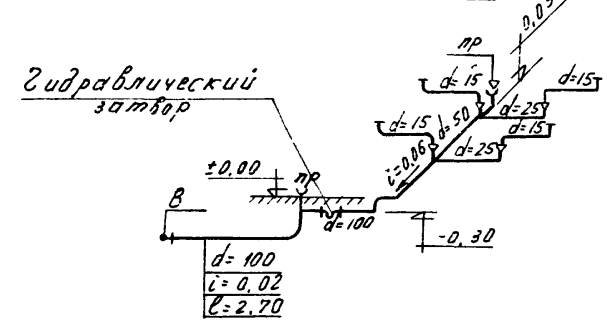 0,05
пр
d=15
d=15
d=50
d=25
Гидравлический
затвор
d=15
d=15
i=0,06
d=25
±0,00
пр
В
d=100
-0,30
d=100
i=0,02
l=2,70